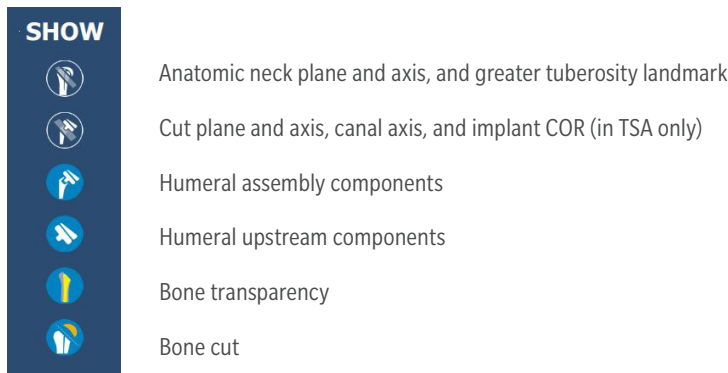 SHOW
Anatomic neck plane and axis, and greater tuberosity landmark
Cut plane and axis, canal axis, and implant COR (in TSA only)
Humeral assembly components
Humeral upstream components
Bone transparency
Bone cut